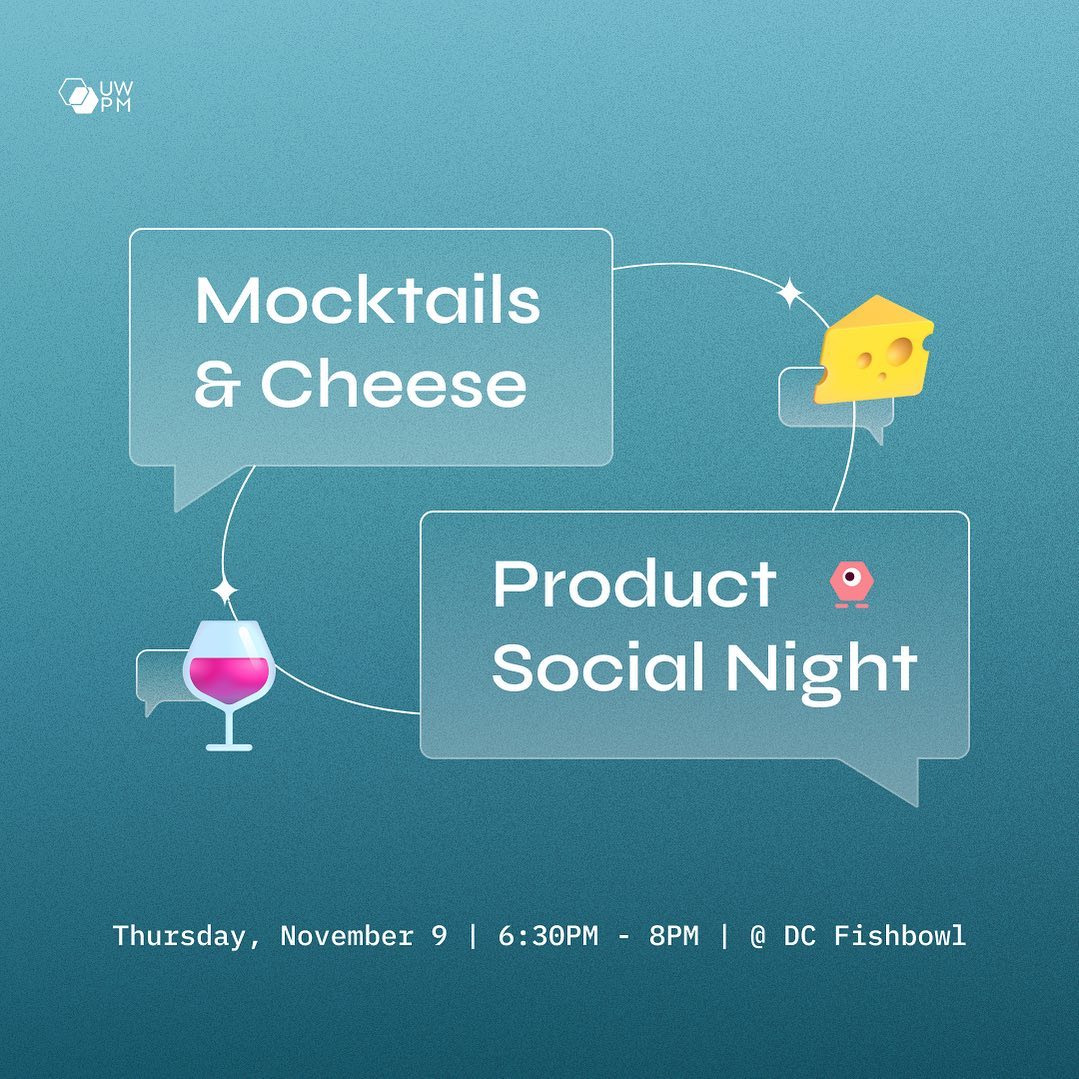 UW
PM
Mocktails
& Cheese
Product
Social Night
Thursday, November 9 | 6:30PM - 8PM | @ DC Fishbowl